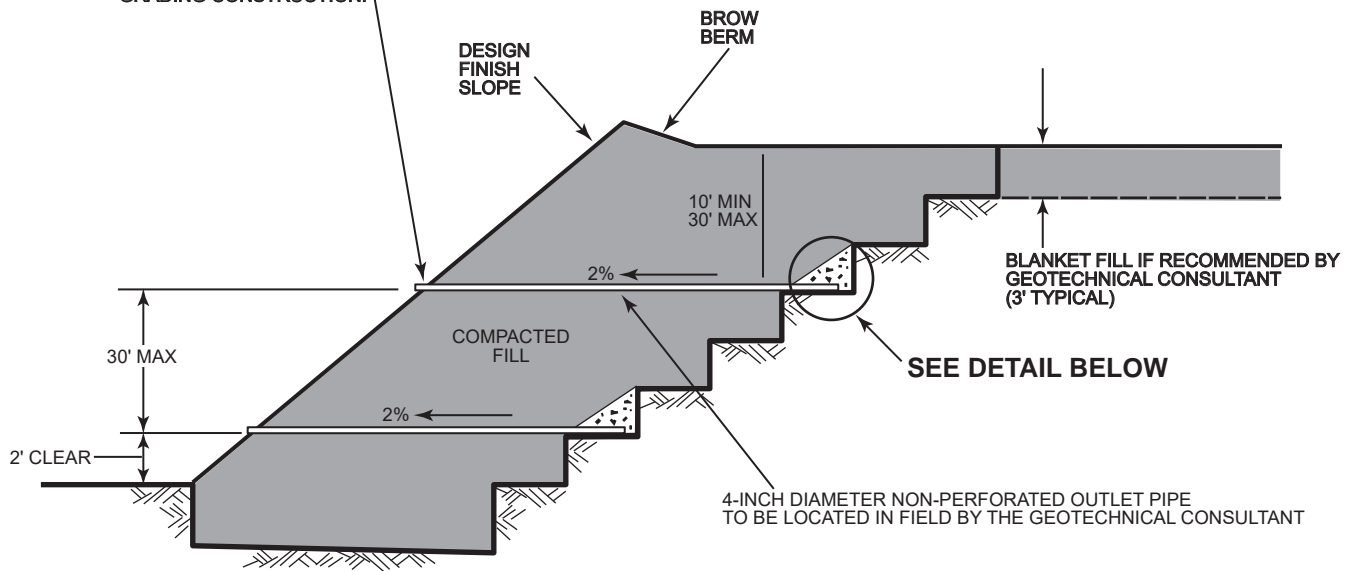 BROW
BERM
DESIGN
FINISH
SLOPE
10' MIN
30' MAX
2%
BLANKET FILL IF RECOMMENDED BY
GEOTECHNICAL CONSULTANT
(3' TYPICAL)
30' MAX
COMPACTED
FILL
SEE DETAIL BELOW
2%
2' CLEAR
4-INCH DIAMETER NON-PERFORATED OUTLET PIPE
TO BE LOCATED IN FIELD BY THE GEOTECHNICAL CONSULTANT